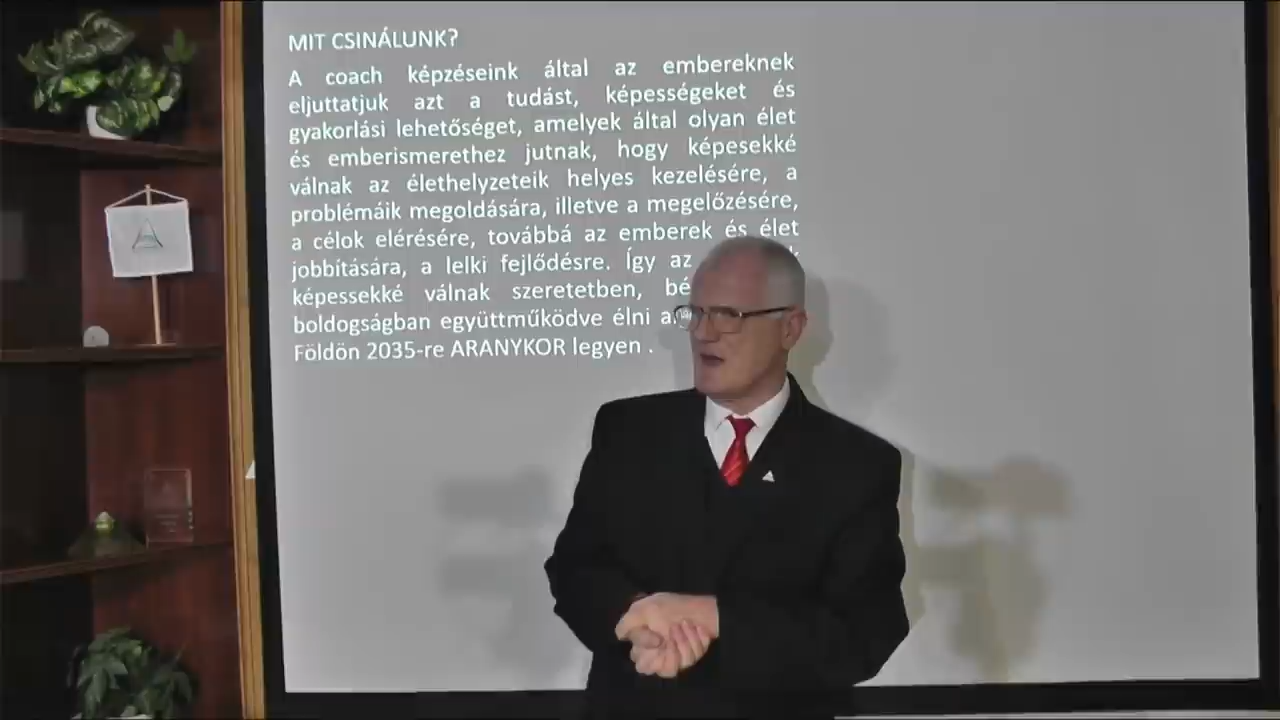 MIT CSINÁLUNK?
A coach képzéseink által az embereknek
eljuttatjuk azt a tudást, képességeket és
gyakorlási lehetőséget, amelyek által olyan élet
és emberismerethez jutnak, hogy képesekké
válnak az élethelyzeteik helyes kezelésére, a
problémáik megoldására, illetve a megelőzésére,
a célok elérésére, továbbá az emberek és élet
jobbítására, a lelki fejlődésre. Így az
képessekké válnak szeretetben,
boldogságban együttműködve élni
Földön 2035-re ARANYKOR legyen .